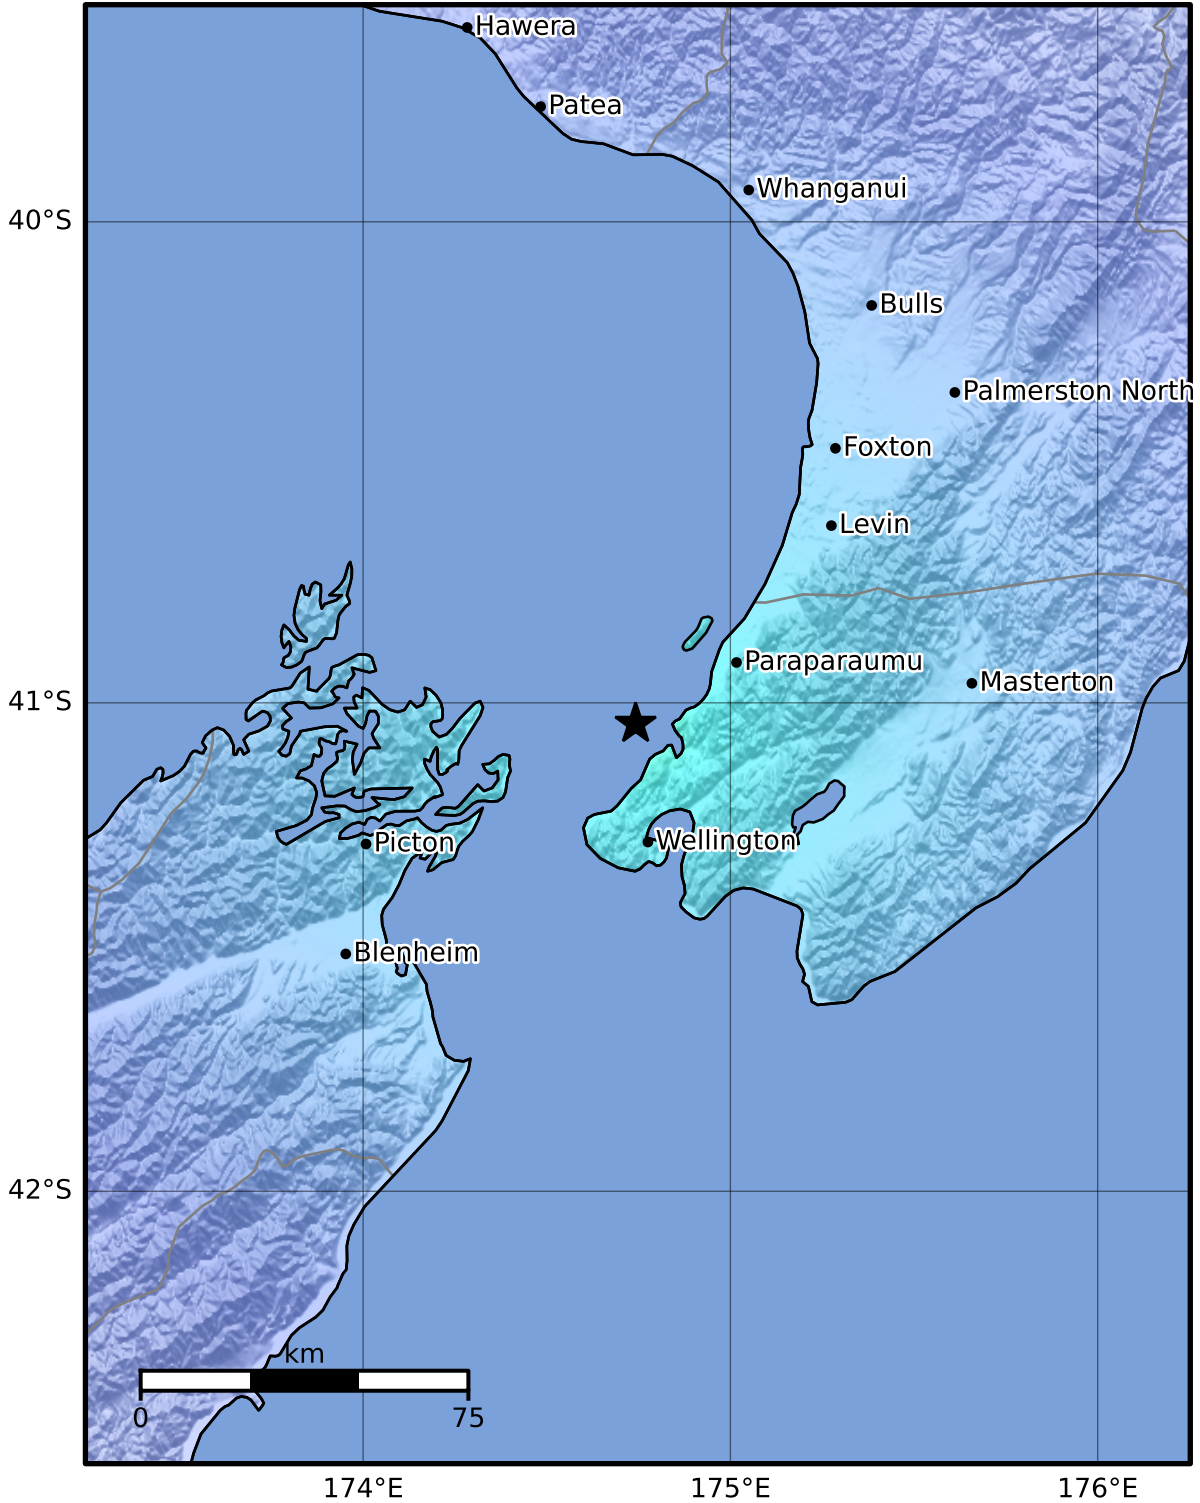 Hawera
Patea
Whanganui
40°S
Bulls
Palmerston North
Foxton
Levin
Paraparaumu
Masterton
41°S
Wellington
Picton
Blenheim
42°S
km
0 75
174°E 175°E 176°E